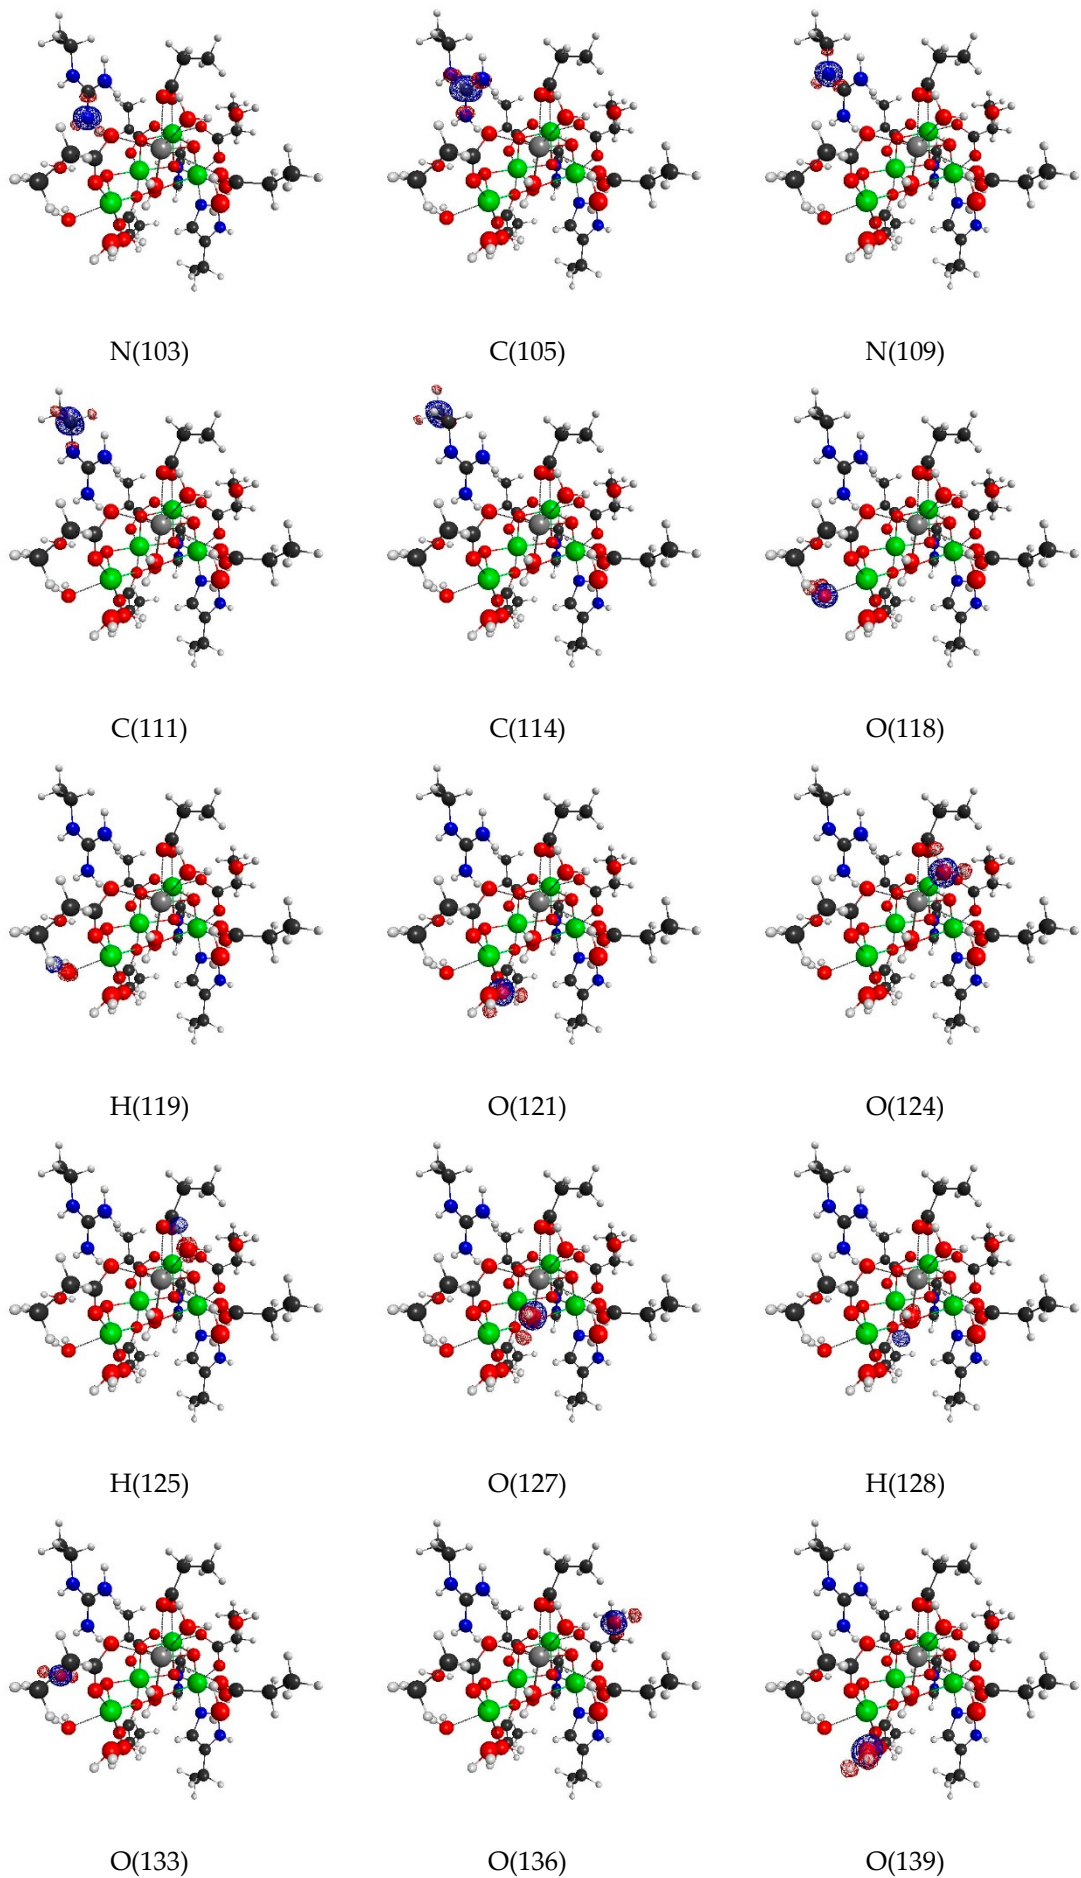 N(103) C(105) N(109)
C(111) C(114) O(118)
H(119) O(121) O(124)
H(125) O(127) H(128)
O(133) O(136) O(139)